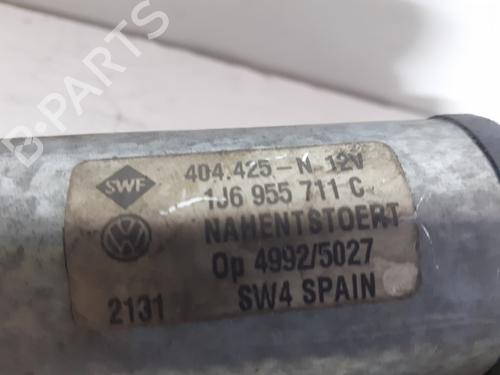 B-PARTS
SWF
404.425-N 12V
1J6 955 711 C
NAHENTSTOERT
Op 4992/5027
2131 SW4 SPAIN